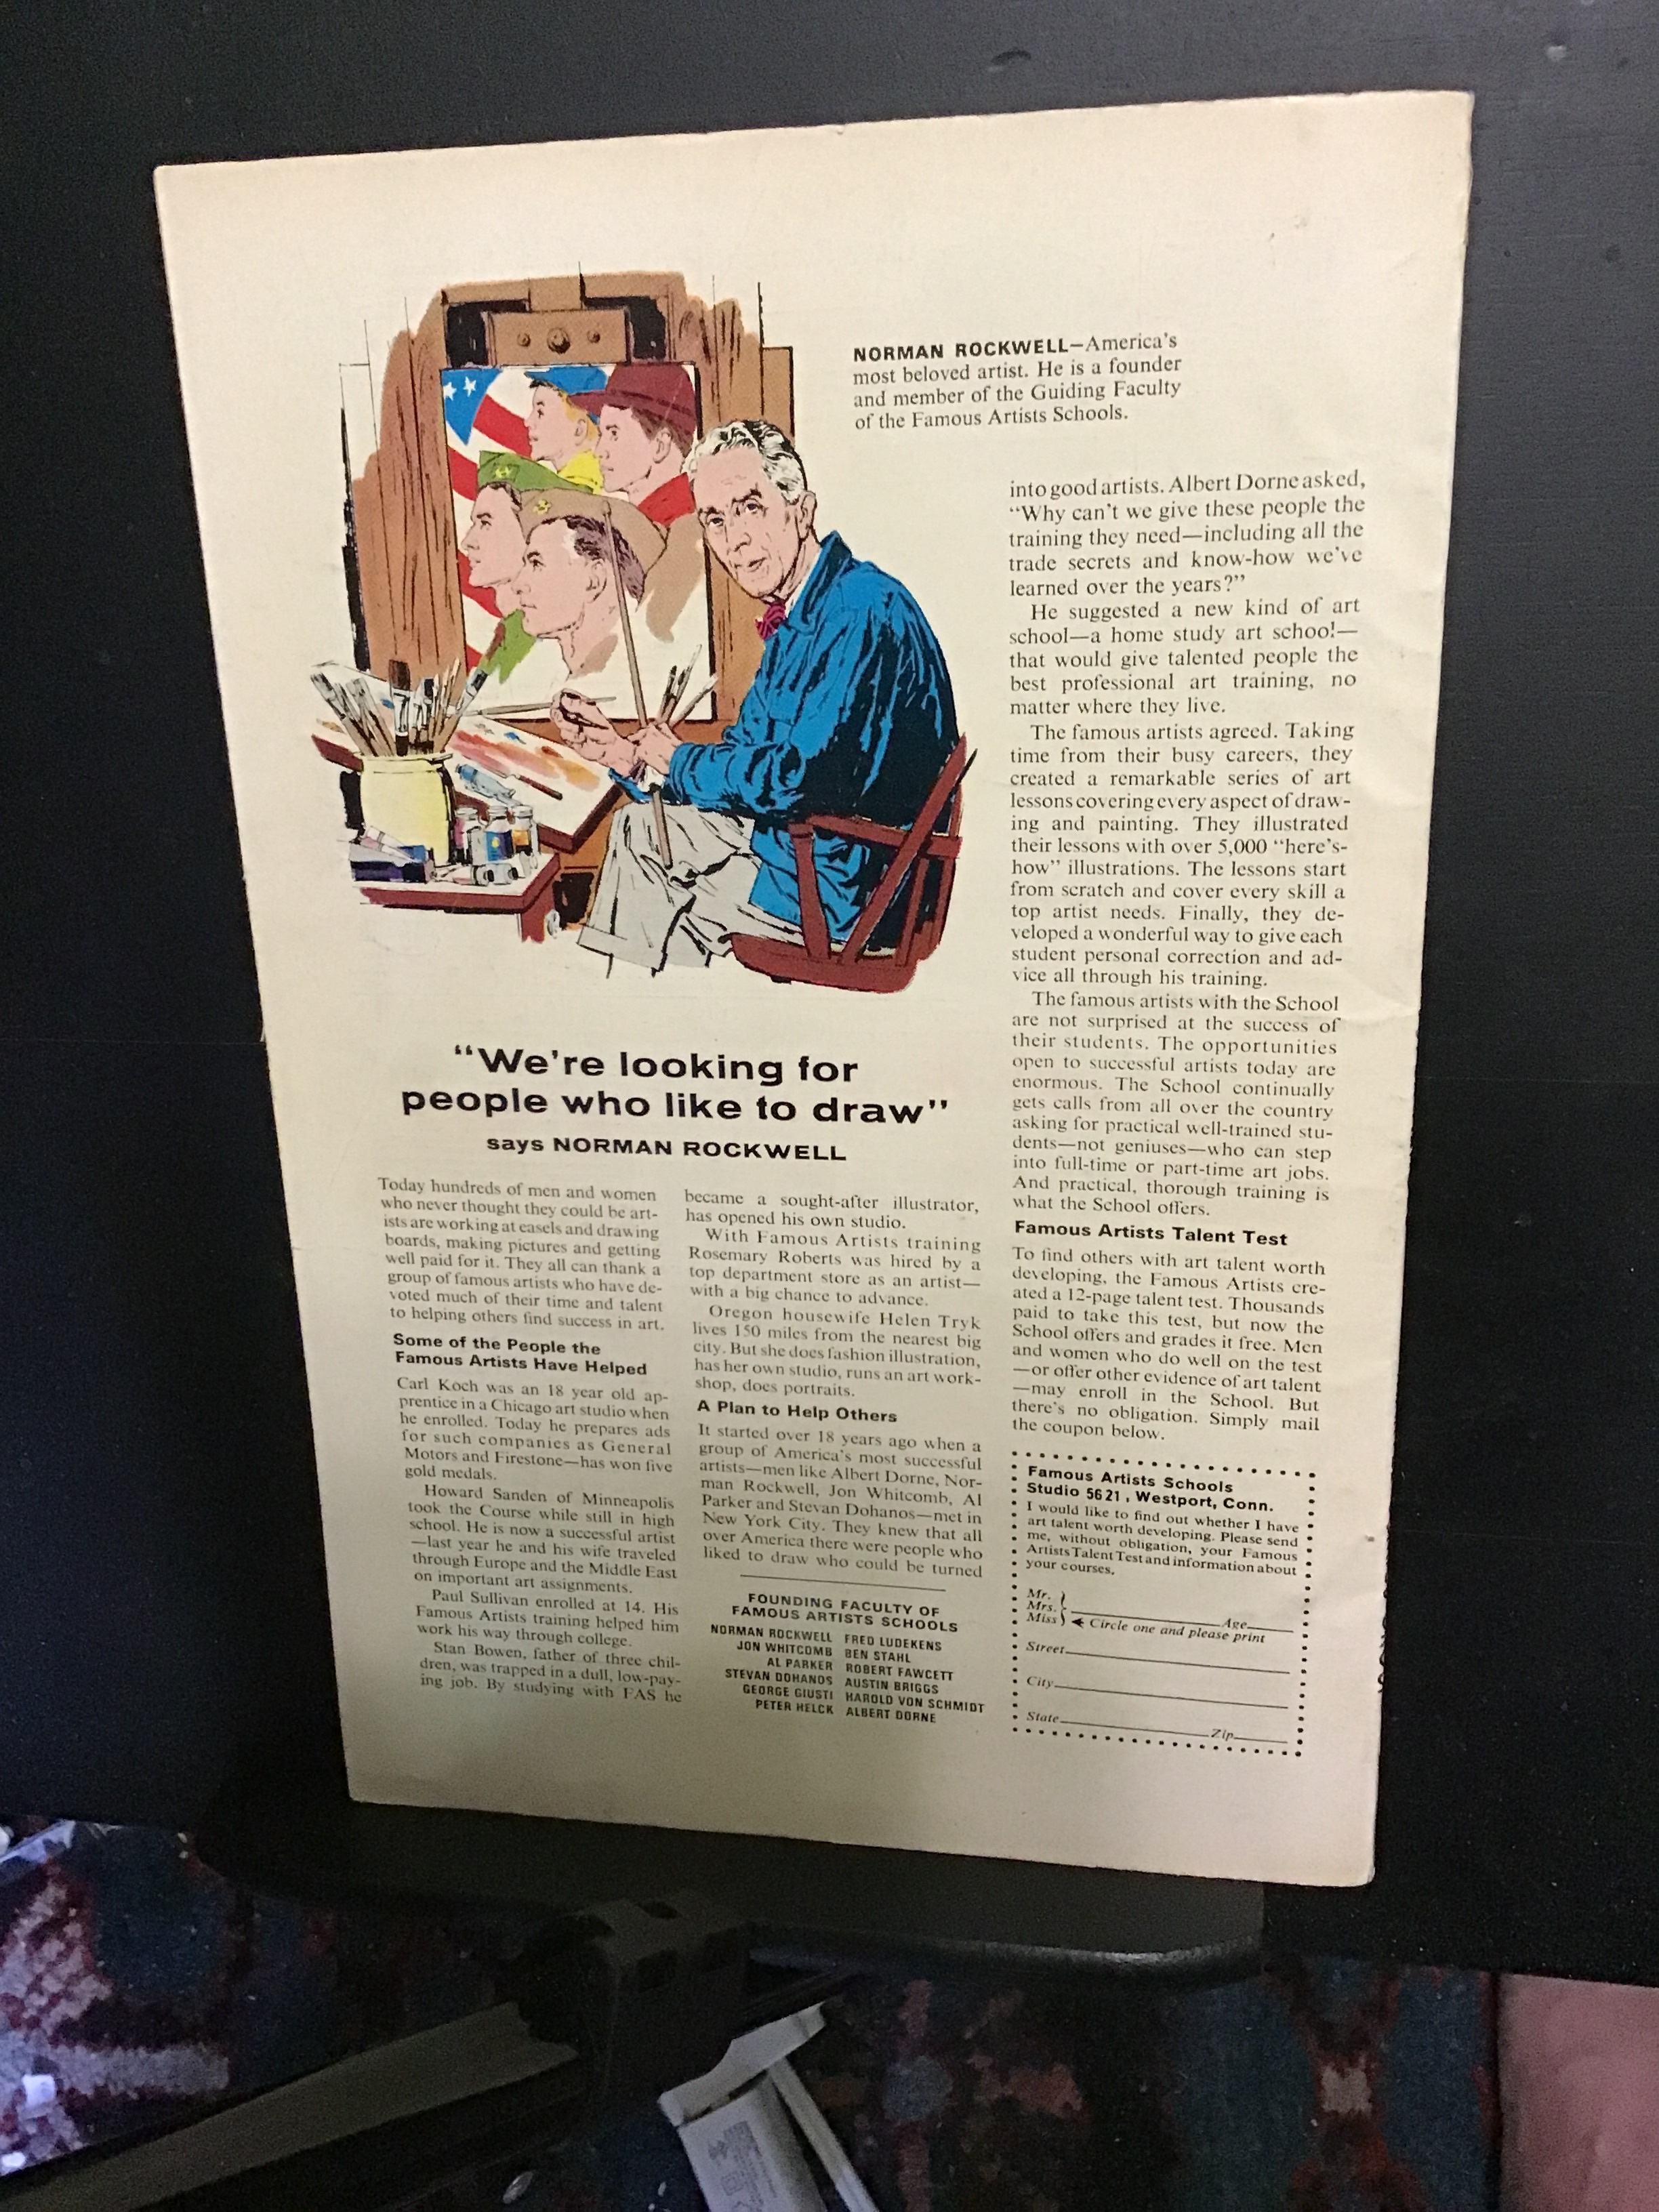 NORMAN ROCKWELL—America's
most beloved artist. He is a founder
and member of the Guiding Faculty
of the Famous Artists Schools.
"We're looking for
people who like to draw"
says NORMAN ROCKWELL
Today hundreds of men and women
who never thought they could be art-
ists are working at easels and drawing
boards, making pictures and getting
well paid for it. They all can thank a
group of famous artists who have de-
voted much of their time and talent
to helping others find success in art.
Some of the People the
Famous Artists Have Helped
Carl Koch was an 18 year old ap-
prentice in a Chicago art studio when
he enrolled. Today he prepares ads
for such companies as General
Motors and Firestone—has won five
gold medals.
Howard Sanden of Minneapolis
took the Course while still in high
school. He is now a successful artist
—last year he and his wife traveled
through Europe and the Middle East
on important art assignments.
Paul Sullivan enrolled at 14. His
Famous Artists training helped him
work his way through college.
Stan Bowen, father of three chil-
dren, was trapped in a dull, low-pay-
ing job. By studying with FAS he
became a sought-after illustrator,
has opened his own studio.
With Famous Artists training
Rosemary Roberts was hired by a
top department store as an artist—
with a big chance to advance.
Oregon housewife Helen Tryk
lives 150 miles from the nearest big
city. But she does fashion illustration,
has her own studio, runs an art work-
shop, does portraits.
A Plan to Help Others
It started over 18 years ago when a
group of America's most successful
artists—men like Albert Dorne, Nor-
man Rockwell, Jon Whitcomb, Al
Parker and Stevan Dohanos—met in
New York City. They knew that all
over America there were people who
liked to draw who could be turned
FOUNDING FACULTY OF
FAMOUS ARTISTS SCHOOLS
NORMAN ROCKWELL FRED LUDEKENS
JON WHITCOMB BEN STAHL
AL PARKER ROBERT FAWCETT
STEVAN DOHANOS AUSTIN BRIGGS
GEORGE GIUSTI HAROLD VON SCHMIDT
PETER HELCK ALBERT DORNE
into good artists. Albert Dorne asked,
"Why can't we give these people the
training they need—including all the
trade secrets and know-how we've
learned over the years?"
He suggested a new kind of art
school—a home study art school—
that would give talented people the
best professional art training, no
matter where they live.
The famous artists agreed. Taking
time from their busy careers, they
created a remarkable series of art
lessons covering every aspect of draw-
ing and painting. They illustrated
their lessons with over 5,000 "here's-
how" illustrations. The lessons start
from scratch and cover every skill a
top artist needs. Finally, they de-
veloped a wonderful way to give each
student personal correction and ad-
vice all through his training.
The famous artists with the School
are not surprised at the success of
their students. The opportunities
open to successful artists today are
enormous. The School continually
gets calls from all over the country
asking for practical well-trained stu-
dents—not geniuses—who can step
into full-time or part-time art jobs.
And practical, thorough training is
what the School offers.
Famous Artists Talent Test
To find others with art talent worth
developing, the Famous Artists cre-
ated a 12-page talent test. Thousands
paid to take this test, but now the
School offers and grades it free. Men
and women who do well on the test
—or offer other evidence of art talent
—may enroll in the School. But
there's no obligation. Simply mail
the coupon below.
Famous Artists Schools
Studio 5621, Westport, Conn.
I would like to find out whether I have
art talent worth developing. Please send
me, without obligation, your Famous
Artists Talent Test and information about
your courses.
Mr.
Mrs. Age
Miss Circle one and please print
Street
City
State Zip